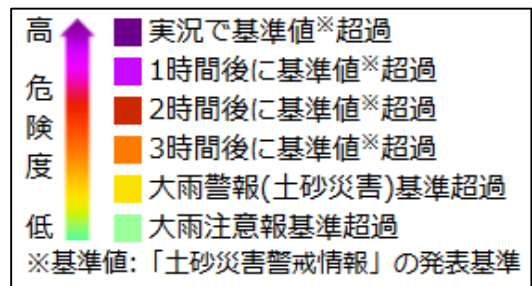 高
危
険
度
低
実況で基準値※超過
1時間後に基準値※超過
2時間後に基準値※超過
3時間後に基準値※超過
大雨警報(土砂災害)基準超過
大雨注意報基準超過
※基準値:「土砂災害警戒情報」の発表基準